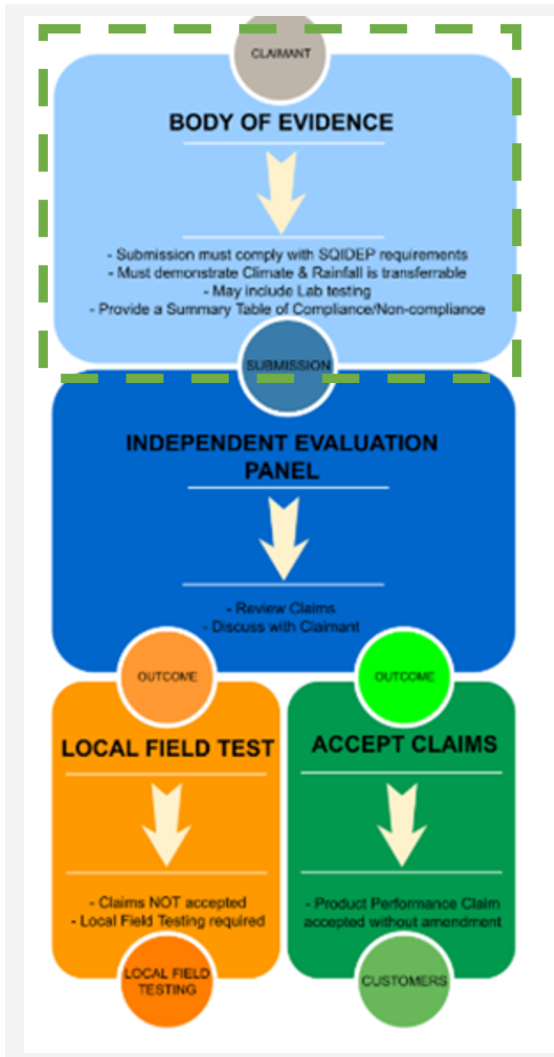 CLAIMANT
BODY OF EVIDENCE
- Submission must comply with SQIDEP requirements
- Must demonstrate Climate & Rainfall is transferrable
- May include Lab testing
- Provide a Summary Table of Compliance/Non-compliance
SUBMISSION
INDEPENDENT EVALUATION
PANEL
- Review Claims
- Discuss with Claimant
OUTCOME
LOCAL FIELD TEST
- Claims NOT accepted
- Local Field Testing required
LOCAL FIELD
TESTING
OUTCOME
ACCEPT CLAIMS
- Product Performance Claim
accepted without amendment
CUSTOMERS